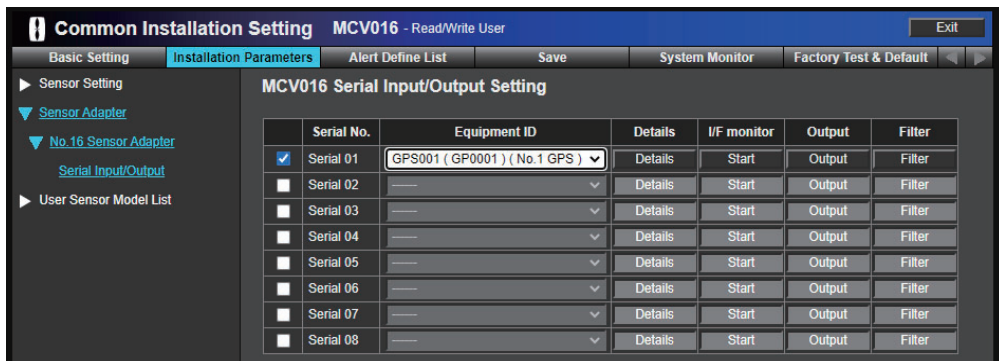 Common Installation Setting MCV016 - Read/Write User Exit
Basic Setting Installation Parameters Alert Define List Save System Monitor Factory Test & Default
Sensor Setting
Sensor Adapter
No.16 Sensor Adapter
Serial Input/Output
User Sensor Model List
MCV016 Serial Input/Output Setting
Serial No. Equipment ID Details I/F monitor Output Filter
Serial 01 GPS001 ( GP0001 ) ( No.1 GPS ) Details Start Output Filter
Serial 02 ------ Details Start Output Filter
Serial 03 ------ Details Start Output Filter
Serial 04 ------ Details Start Output Filter
Serial 05 ------ Details Start Output Filter
Serial 06 ------ Details Start Output Filter
Serial 07 ------ Details Start Output Filter
Serial 08 ------ Details Start Output Filter